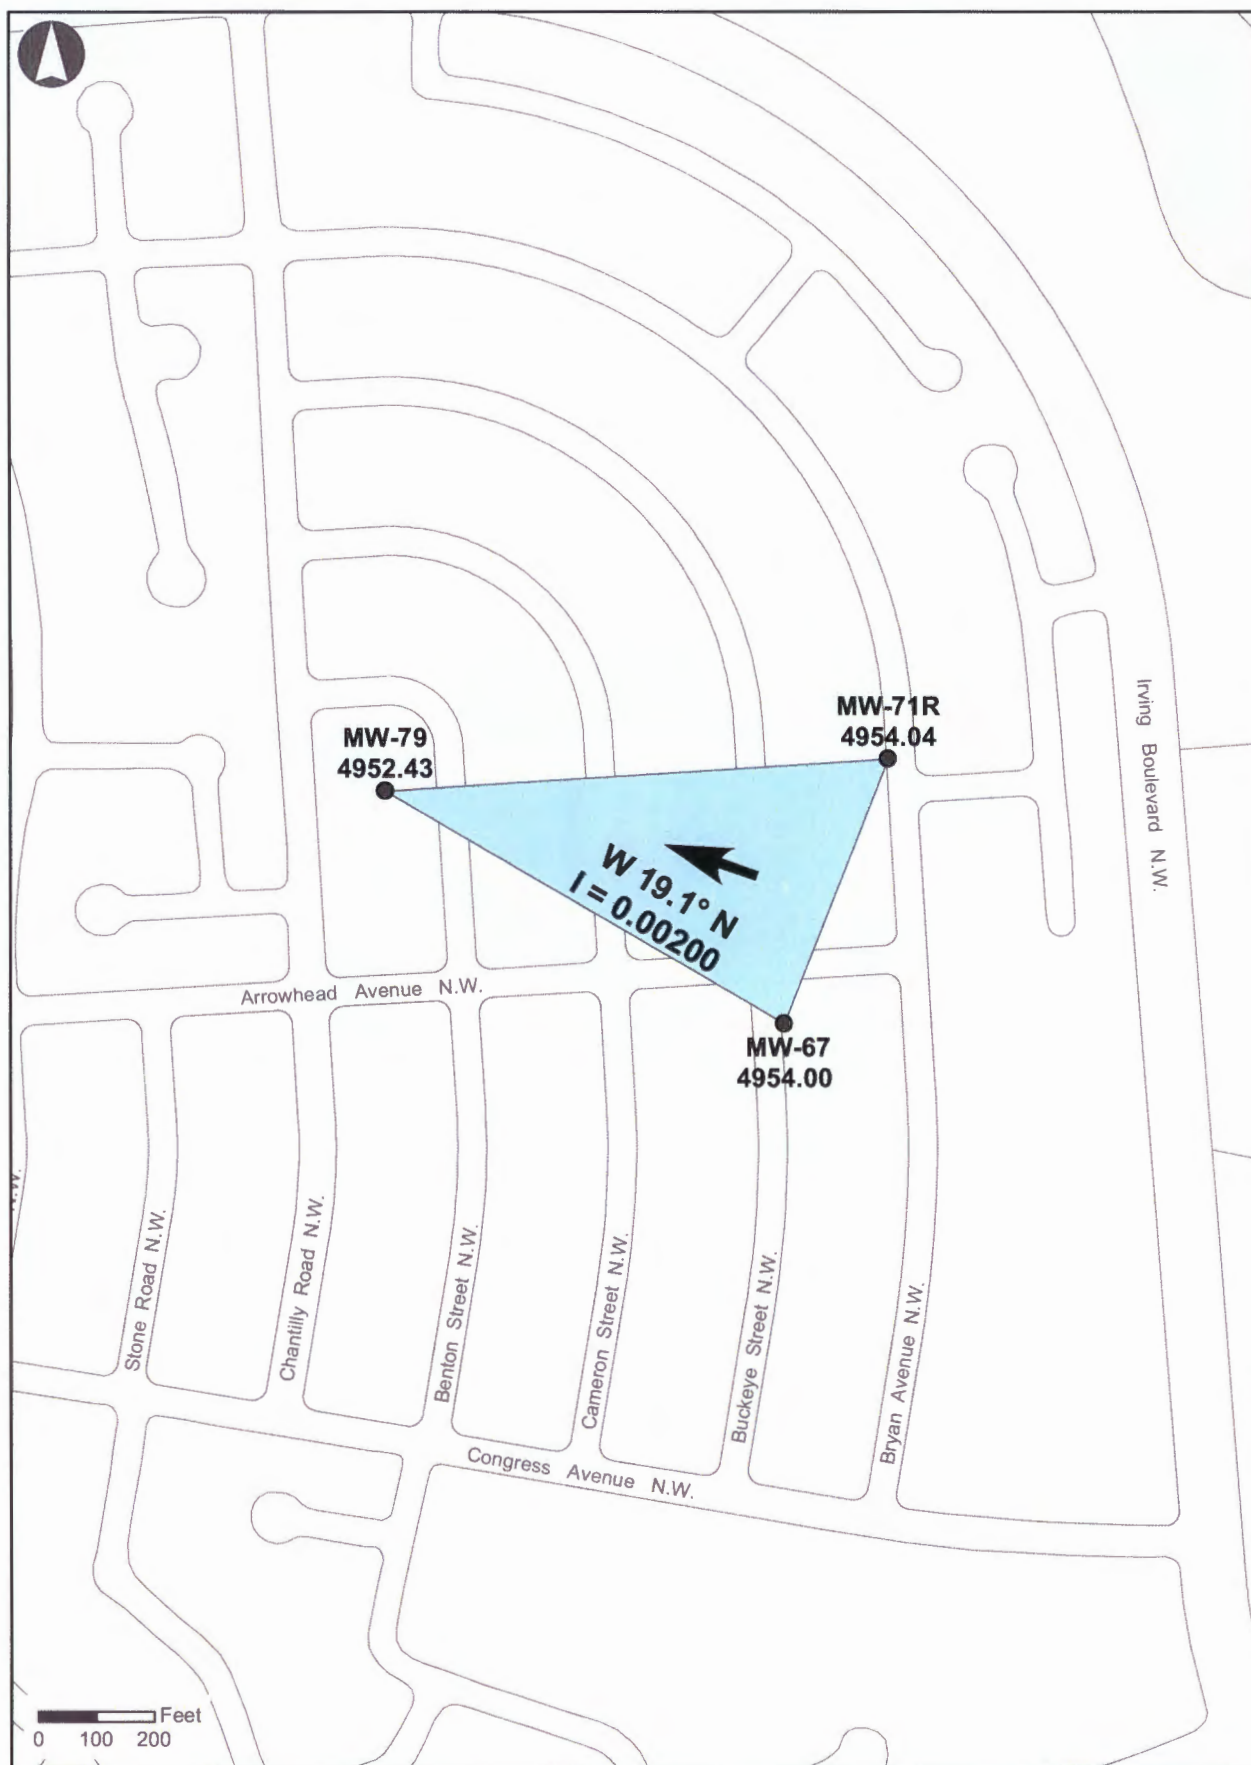 Irving Boulevard N.W.
MW-71R
4954.04
MW-79
4952.43
W 19.1° N
I = 0.00200
Arrowhead Avenue N.W.
MW-67
4954.00
N.W.
Stone Road N.W.
Chantilly Road N.W.
Benton Street N.W.
Cameron Street N.W.
Buckeye Street N.W.
Bryan Avenue N.W.
Congress Avenue N.W.
Feet
0 100 200